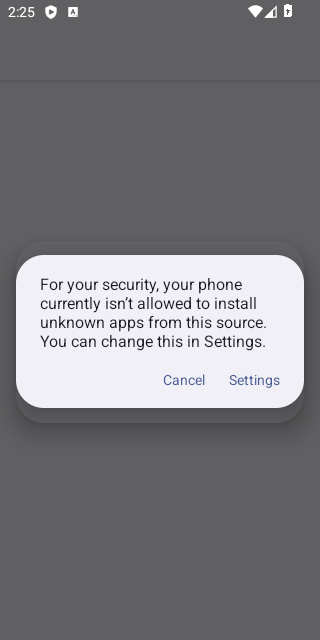 2:25
For your security, your phone
currently isn't allowed to install
unknown apps from this source.
You can change this in Settings.
Cancel Settings